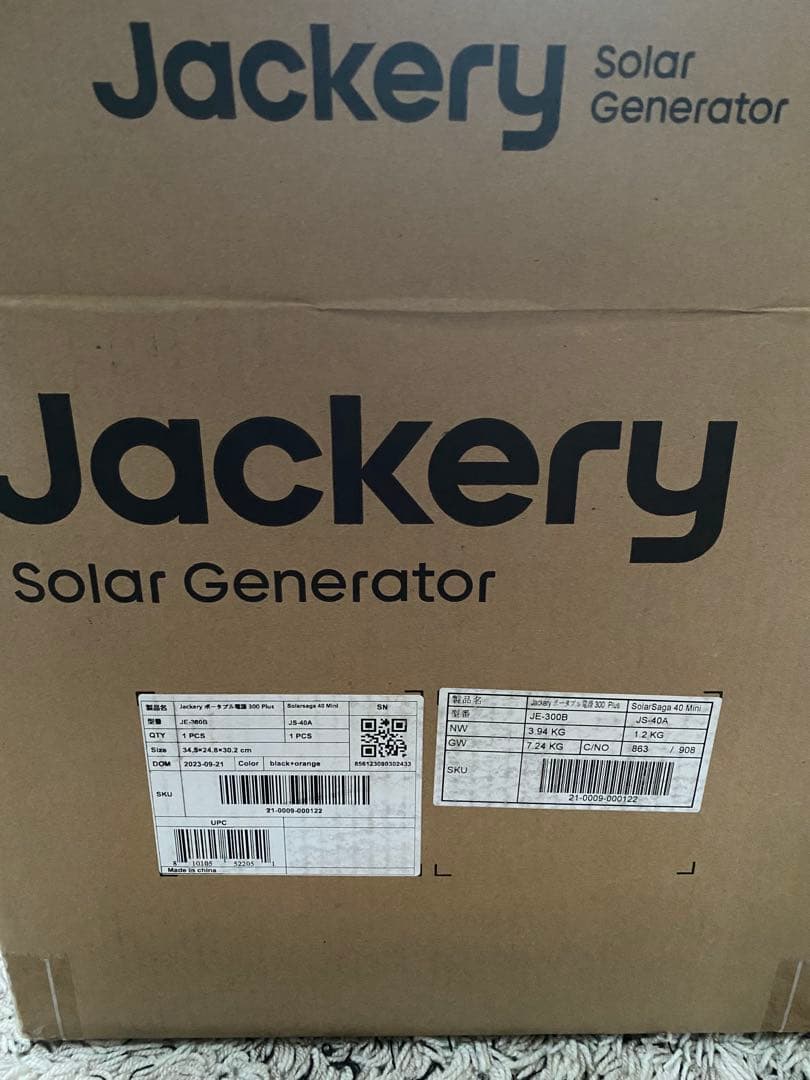 Jackery Solar Generator
Jackery
Solar Generator
製品名 Jackery ポータブル電源 300 Plus Solarsaga 40 Mini SN
型番 JE-300B JS-40A
QTY 1 PCS 1 PCS
Size 34.5×24.8×30.2 cm
DOM 2023-09-21 Color black+orange 856123080302433
SKU
21-0009-000122
UPC
8 10105 52205 1
Made in china
製品名 Jackery ポータブル電源 300 Plus SolarSaga 40 Mini
型番 JE-300B JS-40A
NW 3.94 KG 1.2 KG
GW 7.24 KG C/NO 863 / 908
SKU
21-0009-000122